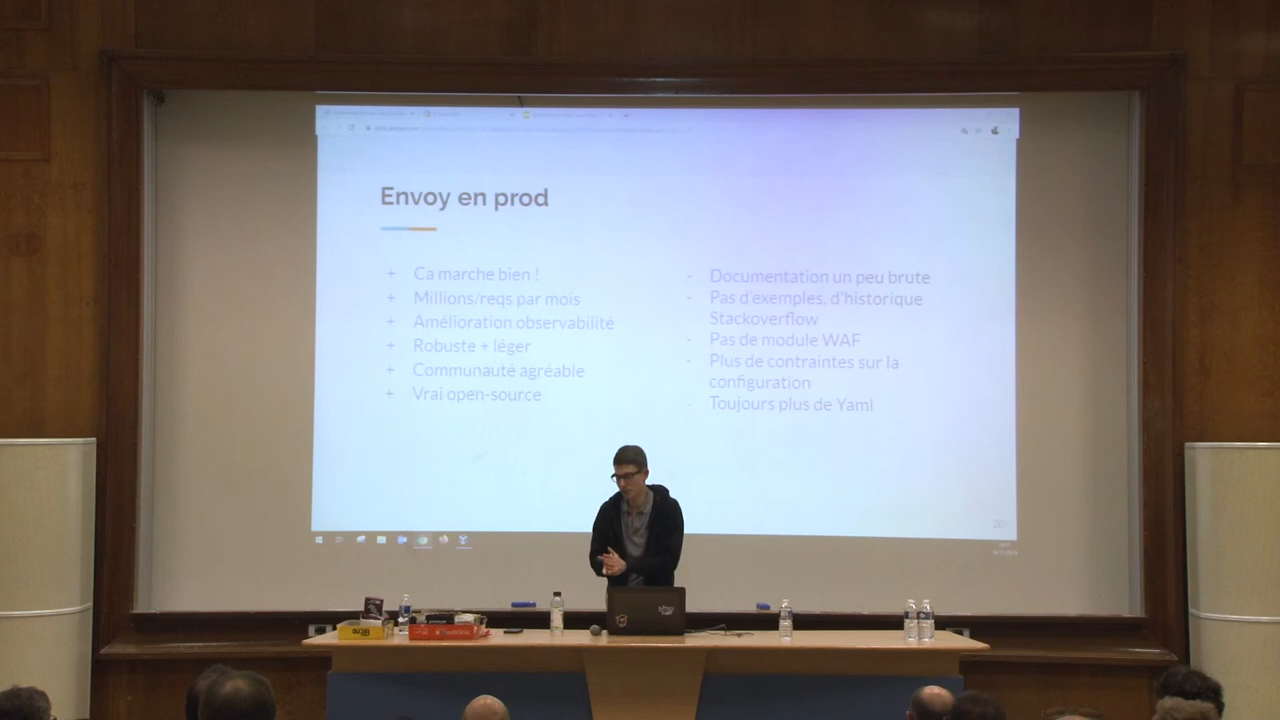 Envoy en prod
+ Ca marche bien !
+ Millions/reqs par mois
+ Amélioration observabilité
+ Robuste + léger
+ Communauté agréable
+ Vrai open-source
- Documentation un peu brute
- Pas d'exemples, d'historique
Stackoverflow
- Pas de module WAF
- Plus de contraintes sur la
configuration
- Toujours plus de Yaml
20